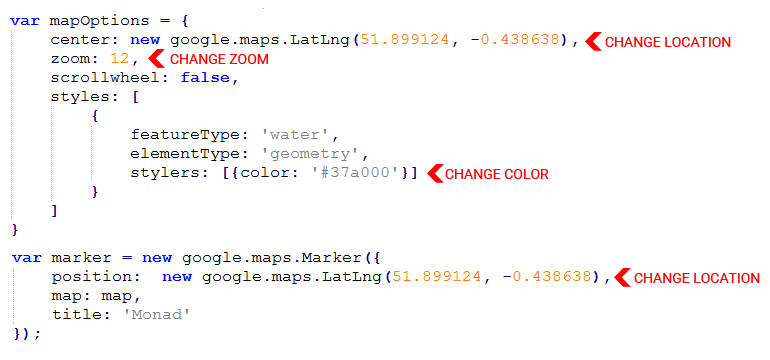 var mapOptions = {
center: new google.maps.LatLng(51.899124, -0.438638), CHANGE LOCATION
zoom: 12, CHANGE ZOOM
scrollwheel: false,
styles: [
{
featureType: 'water',
elementType: 'geometry',
stylers: [{color: '#37a000'}] CHANGE COLOR
}
]
}
var marker = new google.maps.Marker({
position:  new google.maps.LatLng(51.899124, -0.438638), CHANGE LOCATION
map: map,
title: 'Monad'
});